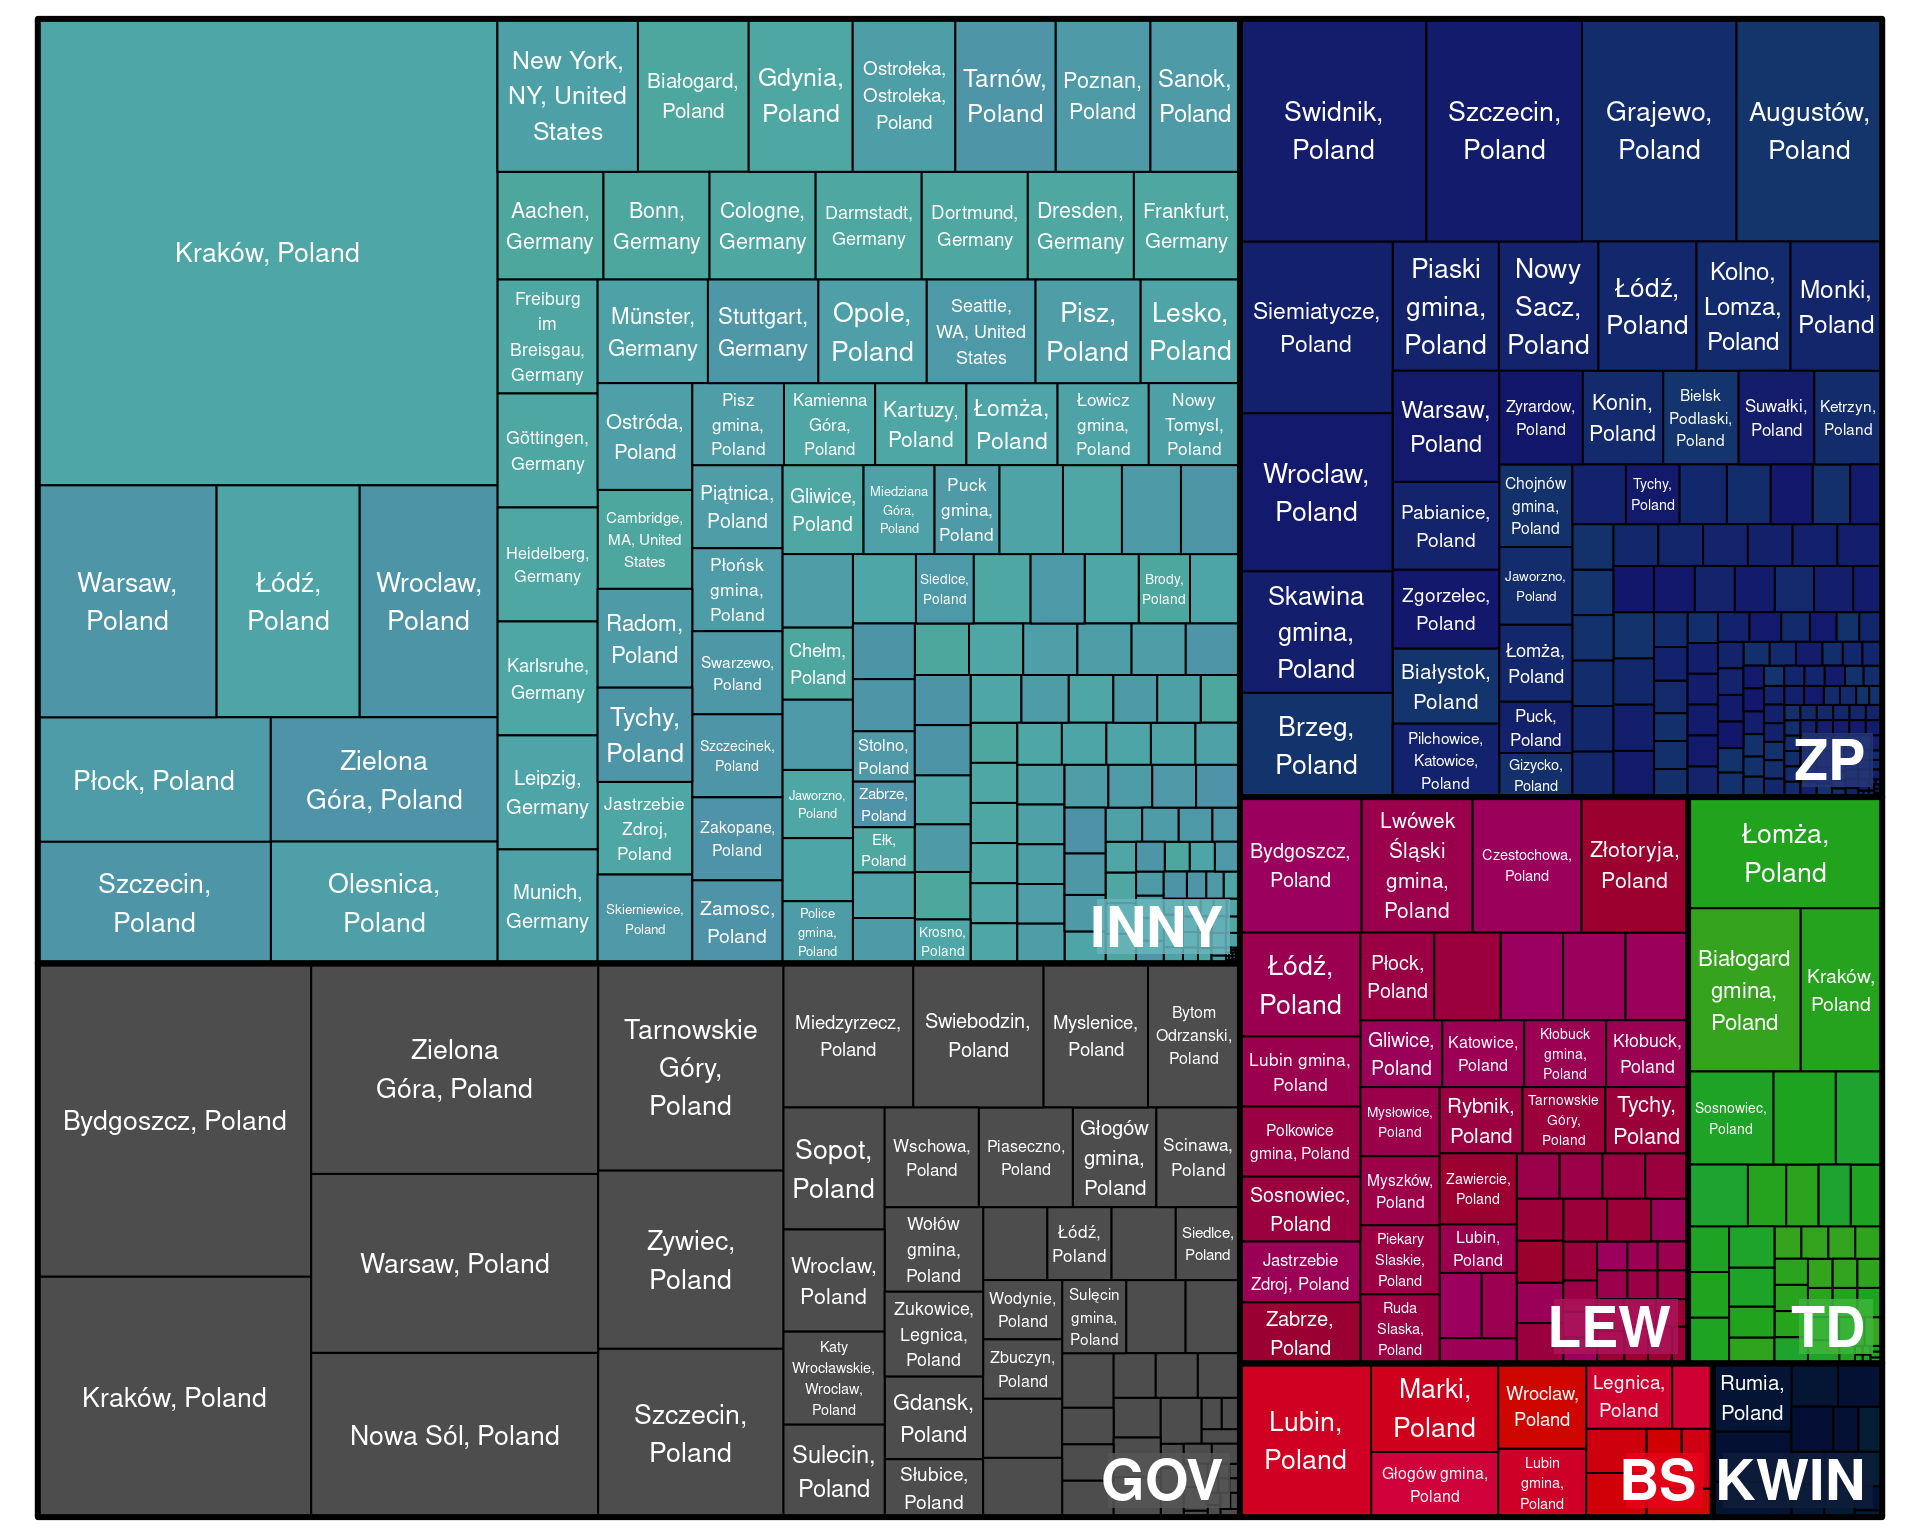 Kraków, Poland
Warsaw,
Poland
Łódź,
Poland
Wroclaw,
Poland
Płock, Poland
Zielona
Góra, Poland
Szczecin,
Poland
Olesnica,
Poland
New York,
NY, United
States
Białogard,
Poland
Gdynia,
Poland
Ostrołeka,
Ostroleka,
Poland
Tarnów,
Poland
Poznan,
Poland
Sanok,
Poland
Aachen,
Germany
Bonn,
Germany
Cologne,
Germany
Darmstadt,
Germany
Dortmund,
Germany
Dresden,
Germany
Frankfurt,
Germany
Freiburg
im
Breisgau,
Germany
Göttingen,
Germany
Heidelberg,
Germany
Karlsruhe,
Germany
Leipzig,
Germany
Munich,
Germany
Münster,
Germany
Stuttgart,
Germany
Opole,
Poland
Seattle,
WA, United
States
Pisz,
Poland
Lesko,
Poland
Ostróda,
Poland
Cambridge,
MA, United
States
Radom,
Poland
Tychy,
Poland
Jastrzebie
Zdroj,
Poland
Skierniewice,
Poland
Pisz
gmina,
Poland
Kamienna
Góra,
Poland
Kartuzy,
Poland
Łomża,
Poland
Łowicz
gmina,
Poland
Nowy
Tomysl,
Poland
Piątnica,
Poland
Płońsk
gmina,
Poland
Swarzewo,
Poland
Szczecinek,
Poland
Zakopane,
Poland
Zamosc,
Poland
Gliwice,
Poland
Miedziana
Góra,
Poland
Puck
gmina,
Poland
Siedlce,
Poland
Brody,
Poland
Chełm,
Poland
Jaworzno,
Poland
Police
gmina,
Poland
Stolno,
Poland
Zabrze,
Poland
Ełk,
Poland
Krosno,
Poland
INNY
Swidnik,
Poland
Szczecin,
Poland
Grajewo,
Poland
Augustów,
Poland
Siemiatycze,
Poland
Wroclaw,
Poland
Skawina
gmina,
Poland
Brzeg,
Poland
Piaski
gmina,
Poland
Nowy
Sacz,
Poland
Łódź,
Poland
Kolno,
Lomza,
Poland
Monki,
Poland
Warsaw,
Poland
Pabianice,
Poland
Zgorzelec,
Poland
Białystok,
Poland
Pilchowice,
Katowice,
Poland
Zyrardow,
Poland
Konin,
Poland
Bielsk
Podlaski,
Poland
Suwałki,
Poland
Ketrzyn,
Poland
Chojnów
gmina,
Poland
Tychy,
Poland
Jaworzno,
Poland
Łomża,
Poland
Puck,
Poland
Gizycko,
Poland
ZP
Bydgoszcz, Poland
Kraków, Poland
Zielona
Góra, Poland
Warsaw, Poland
Nowa Sól, Poland
Tarnowskie
Góry,
Poland
Zywiec,
Poland
Szczecin,
Poland
Miedzyrzecz,
Poland
Swiebodzin,
Poland
Myslenice,
Poland
Bytom
Odrzanski,
Poland
Sopot,
Poland
Wroclaw,
Poland
Katy
Wrocławskie,
Wroclaw,
Poland
Sulecin,
Poland
Wschowa,
Poland
Piaseczno,
Poland
Głogów
gmina,
Poland
Scinawa,
Poland
Wołów
gmina,
Poland
Zukowice,
Legnica,
Poland
Gdansk,
Poland
Słubice,
Poland
Łódź,
Poland
Siedlce,
Poland
Wodynie,
Poland
Sulęcin
gmina,
Poland
Zbuczyn,
Poland
GOV
Bydgoszcz,
Poland
Lwówek
Śląski
gmina,
Poland
Czestochowa,
Poland
Złotoryja,
Poland
Łódź,
Poland
Lubin gmina,
Poland
Polkowice
gmina, Poland
Sosnowiec,
Poland
Jastrzebie
Zdroj, Poland
Zabrze,
Poland
Płock,
Poland
Gliwice,
Poland
Katowice,
Poland
Kłobuck
gmina,
Poland
Kłobuck,
Poland
Mysłowice,
Poland
Rybnik,
Poland
Tarnowskie
Góry,
Poland
Tychy,
Poland
Myszków,
Poland
Zawiercie,
Poland
Piekary
Slaskie,
Poland
Lubin,
Poland
Ruda
Slaska,
Poland
LEW
Łomża,
Poland
Białogard
gmina,
Poland
Kraków,
Poland
Sosnowiec,
Poland
TD
Lubin,
Poland
Marki,
Poland
Głogów gmina,
Poland
Wroclaw,
Poland
Lubin
gmina,
Poland
Legnica,
Poland
BS
Rumia,
Poland
KWIN